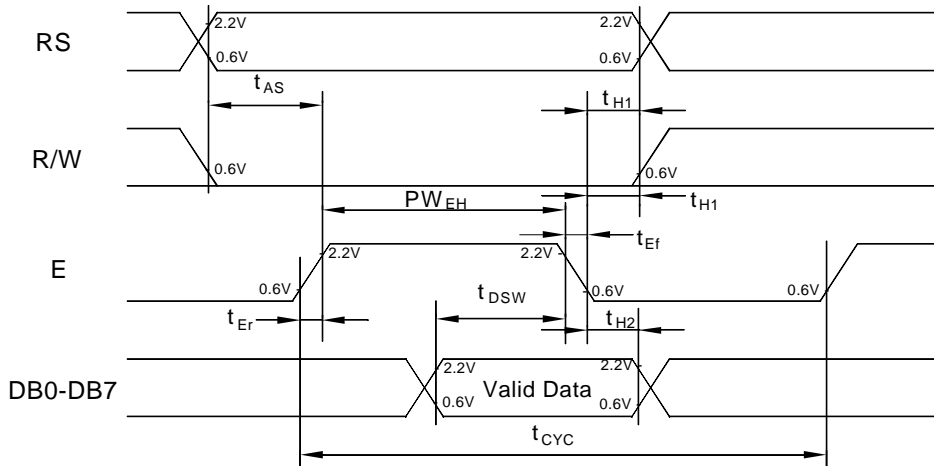 RS
2.2V
0.6V
2.2V
0.6V
tAS
tH1
R/W
0.6V
0.6V
tH1
PWEH
tEf
E
2.2V
2.2V
0.6V
0.6V
0.6V
tEr
tDSW
tH2
DB0-DB7
2.2V
Valid Data
2.2V
0.6V
0.6V
tCYC